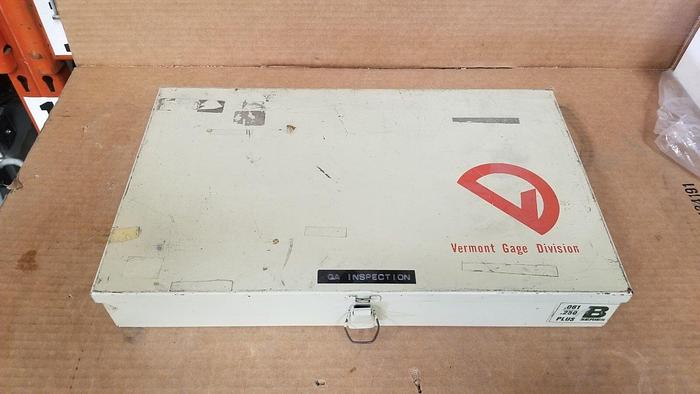 Vermont Gage Division
QA INSPECTION
.061
.250
PLUS
B
SERIES